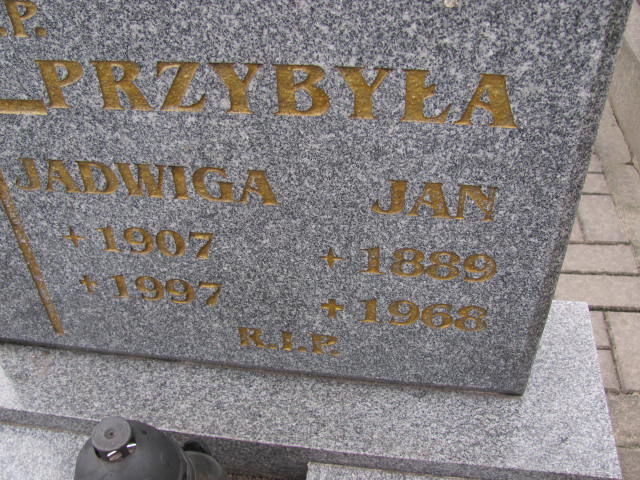 .P.
PRZYBYŁA
JADWIGA JAN
+ 1907 + 1889
+ 1997 + 1968
R.I.P.